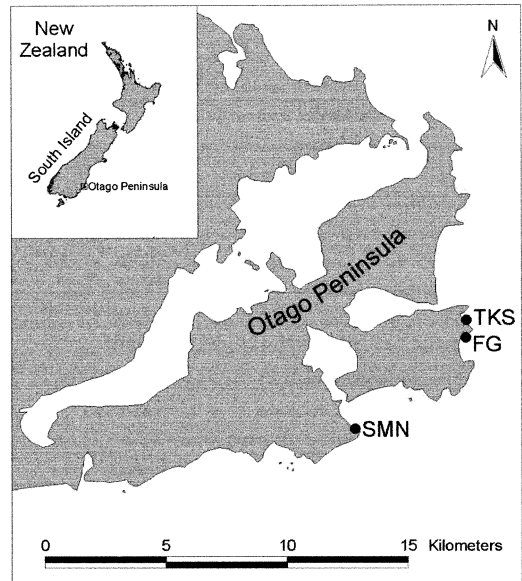 New
Zealand
South Island
Otago Peninsula
N
Otago Peninsula
TKS
FG
SMN
0 5 10 15 Kilometers